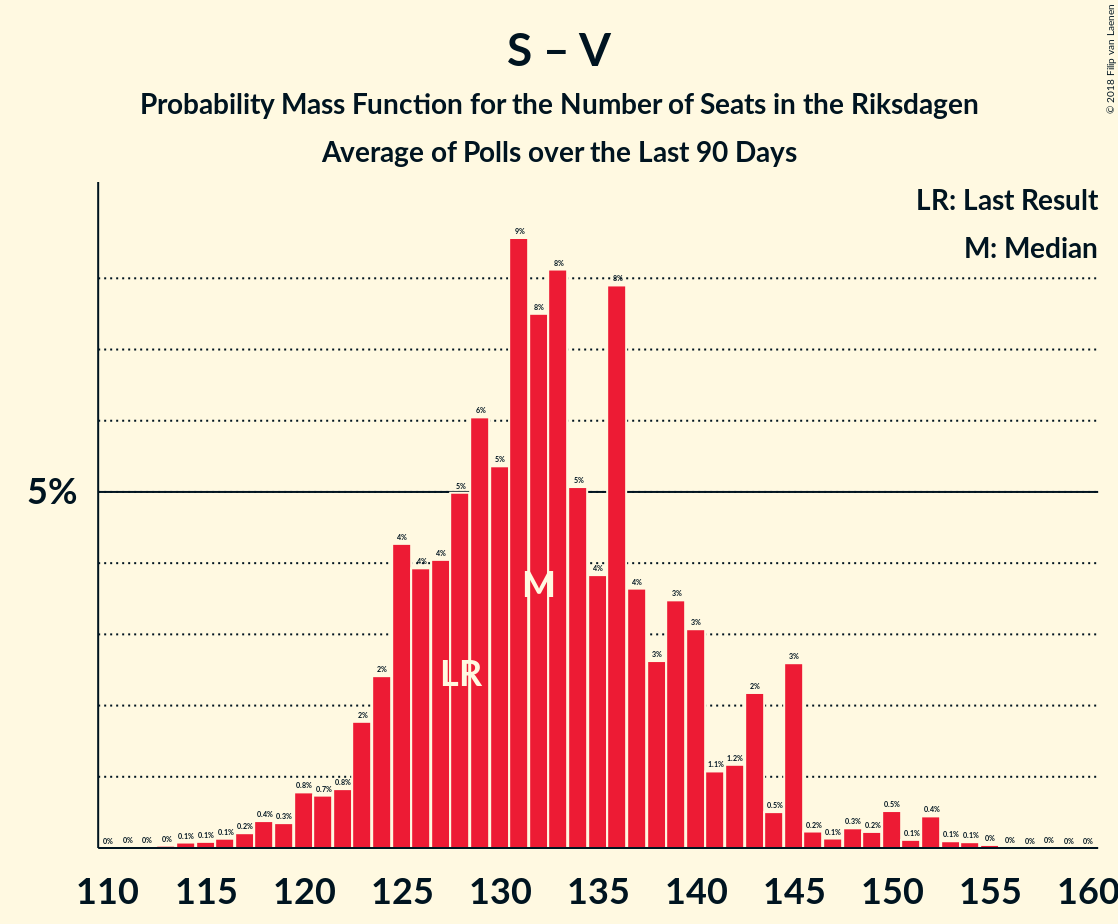 S – V
Probability Mass Function for the Number of Seats in the Riksdagen
Average of Polls over the Last 90 Days
© 2018 Filip van Laenen
LR: Last Result
M: Median
5%
0% 0% 0% 0% 0.1% 0.1% 0.1% 0.2% 0.4% 0.3% 0.8% 0.7% 0.8% 2% 2% 4% 4% 4% 5% 6% 5% 9% 8% 8% 5% 4% 8% 4% 3% 3% 3% 1.1% 1.2% 2% 0.5% 3% 0.2% 0.1% 0.3% 0.2% 0.5% 0.1% 0.4% 0.1% 0.1% 0% 0% 0% 0% 0% 0%
M
LR
110 115 120 125 130 135 140 145 150 155 160